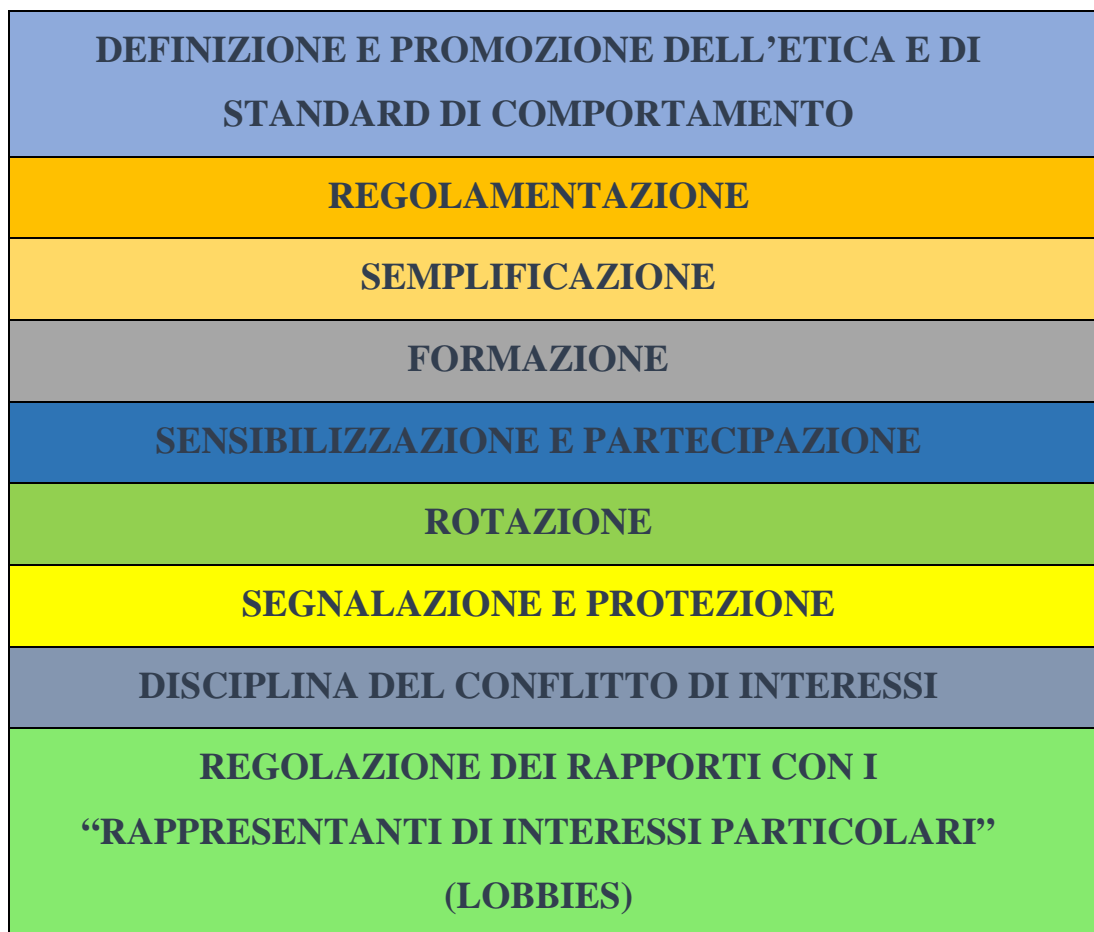 DEFINIZIONE E PROMOZIONE DELL’ETICA E DI
STANDARD DI COMPORTAMENTO
REGOLAMENTAZIONE
SEMPLIFICAZIONE
FORMAZIONE
SENSIBILIZZAZIONE E PARTECIPAZIONE
ROTAZIONE
SEGNALAZIONE E PROTEZIONE
DISCIPLINA DEL CONFLITTO DI INTERESSI
REGOLAZIONE DEI RAPPORTI CON I
“RAPPRESENTANTI DI INTERESSI PARTICOLARI”
(LOBBIES)